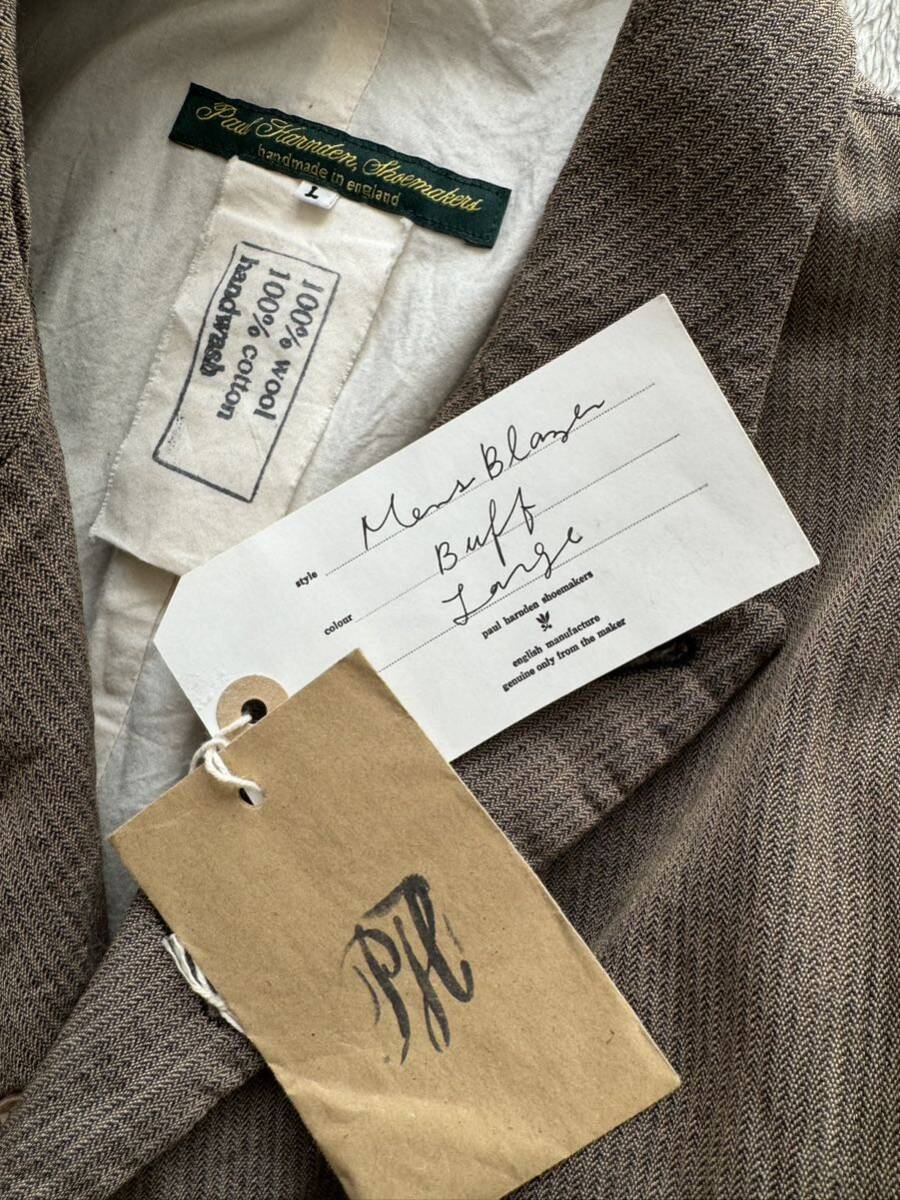 Paul Harnden, Shoemakers
handmade in england
L
100% wool
100% cotton
handwash
style Mens Blazer
colour Buff
Large
paul harnden shoemakers
english manufacture
genuine only from the maker
PH